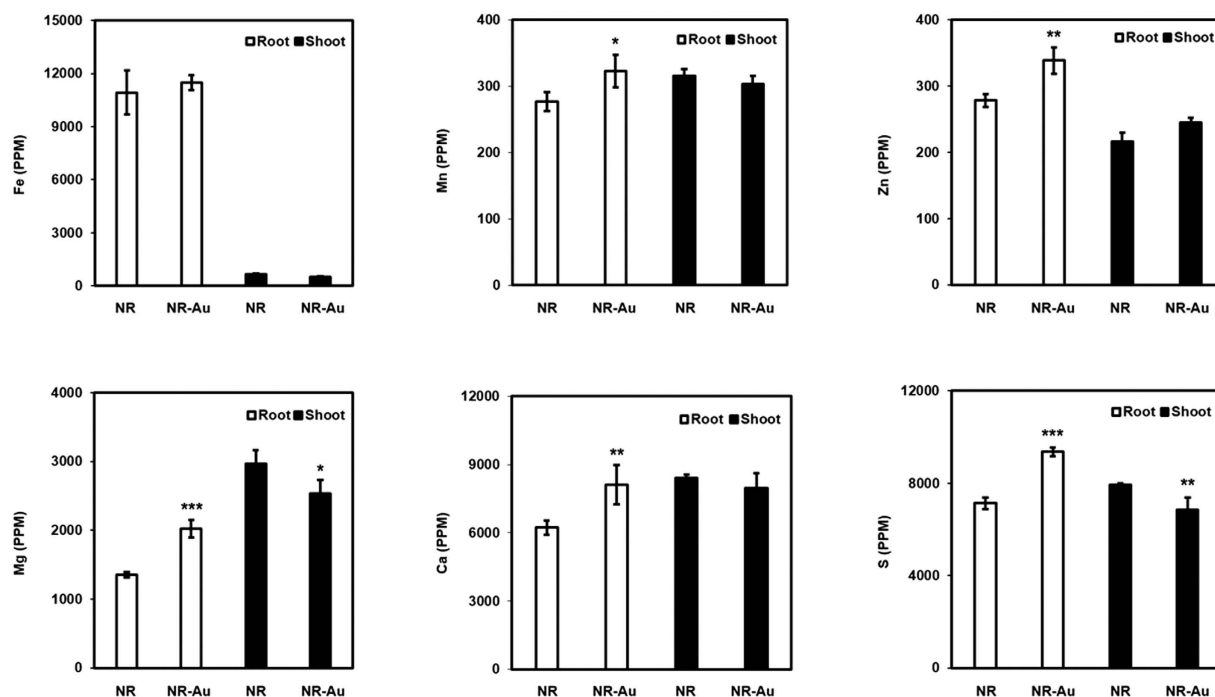 15000
12000
9000
6000
3000
0
Fe (PPM)
Root Shoot
NR NR-Au NR NR-Au
400
300
200
100
0
Mn (PPM)
Root Shoot
*
NR NR-Au NR NR-Au
400
300
200
100
0
Zn (PPM)
Root Shoot
**
NR NR-Au NR NR-Au
4000
3000
2000
1000
0
Mg (PPM)
Root Shoot
***
*
NR NR-Au NR NR-Au
12000
9000
6000
3000
0
Ca (PPM)
Root Shoot
**
NR NR-Au NR NR-Au
12000
8000
4000
0
S (PPM)
Root Shoot
***
**
NR NR-Au NR NR-Au